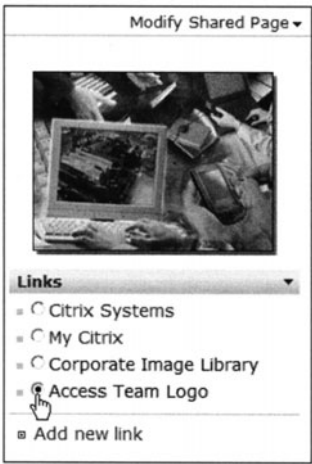 Modify Shared Page
Links
Citrix Systems
My Citrix
Corporate Image Library
Access Team Logo
Add new link